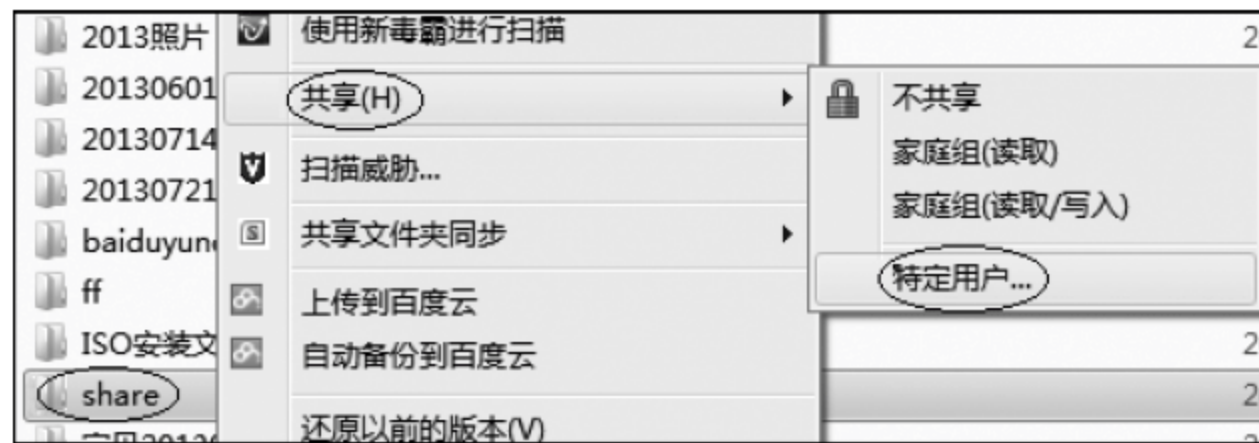 2013照片
20130601
20130714
20130721
baiduyun
ff
ISO安装文
share
使用新毒霸进行扫描
共享(H)
扫描威胁...
共享文件夹同步
上传到百度云
自动备份到百度云
还原以前的版本(V)
不共享
家庭组(读取)
家庭组(读取/写入)
特定用户...
2
2
2